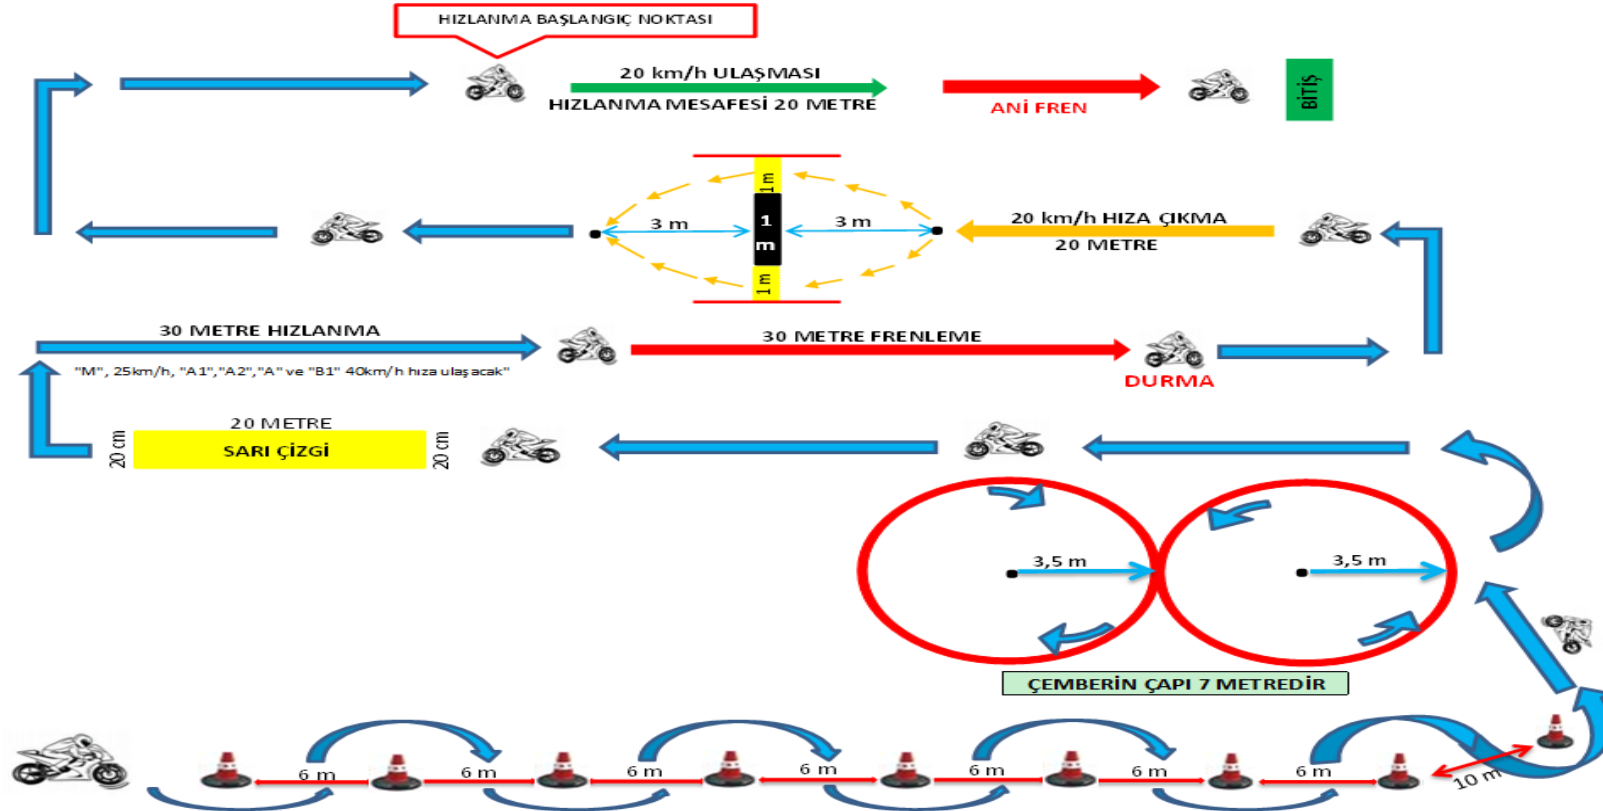 HIZLANMA BAŞLANGIÇ NOKTASI
20 km/h ULAŞMASI
HIZLANMA MESAFESİ 20 METRE
ANİ FREN
BİTİŞ
1 m
3 m
1
m
3 m
1 m
20 km/h HIZA ÇIKMA
20 METRE
30 METRE HIZLANMA
"M", 25km/h, "A1","A2","A" ve "B1" 40km/h hıza ulaşacak"
30 METRE FRENLEME
DURMA
20 METRE
20 cm
SARI ÇİZGİ
20 cm
3,5 m
3,5 m
ÇEMBERİN ÇAPI 7 METREDİR
6 m
6 m
6 m
6 m
6 m
6 m
6 m
10 m